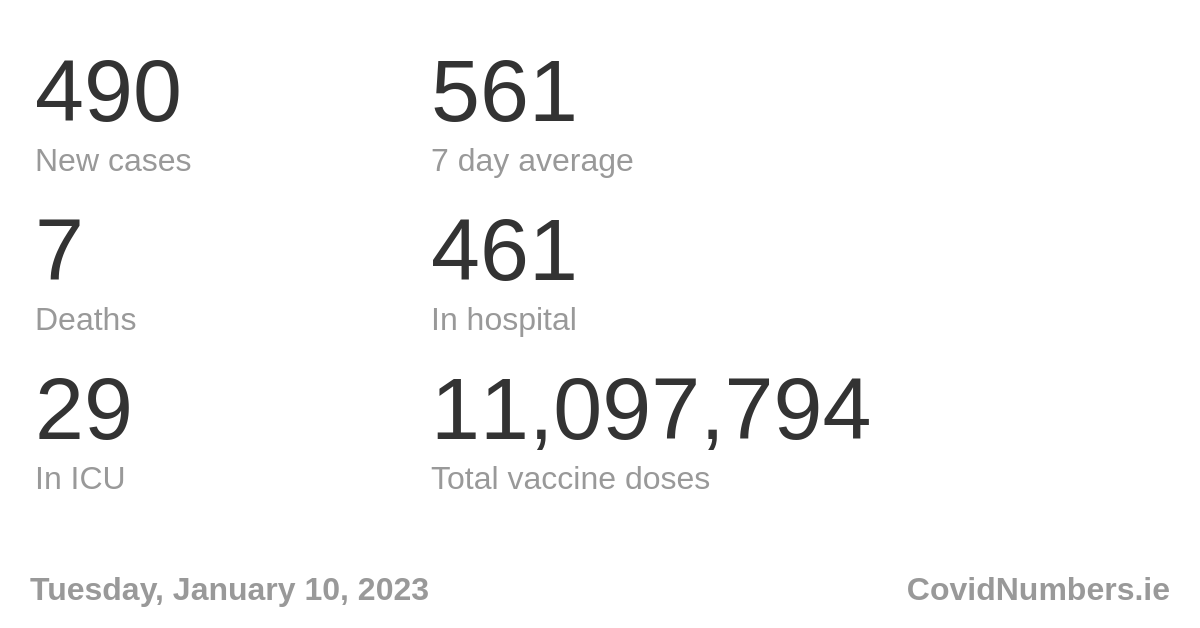 490
561
New cases
7 day average
7
461
Deaths
In hospital
29
11,097,794
In ICU
Total vaccine doses
Tuesday, January 10, 2023
CovidNumbers.ie